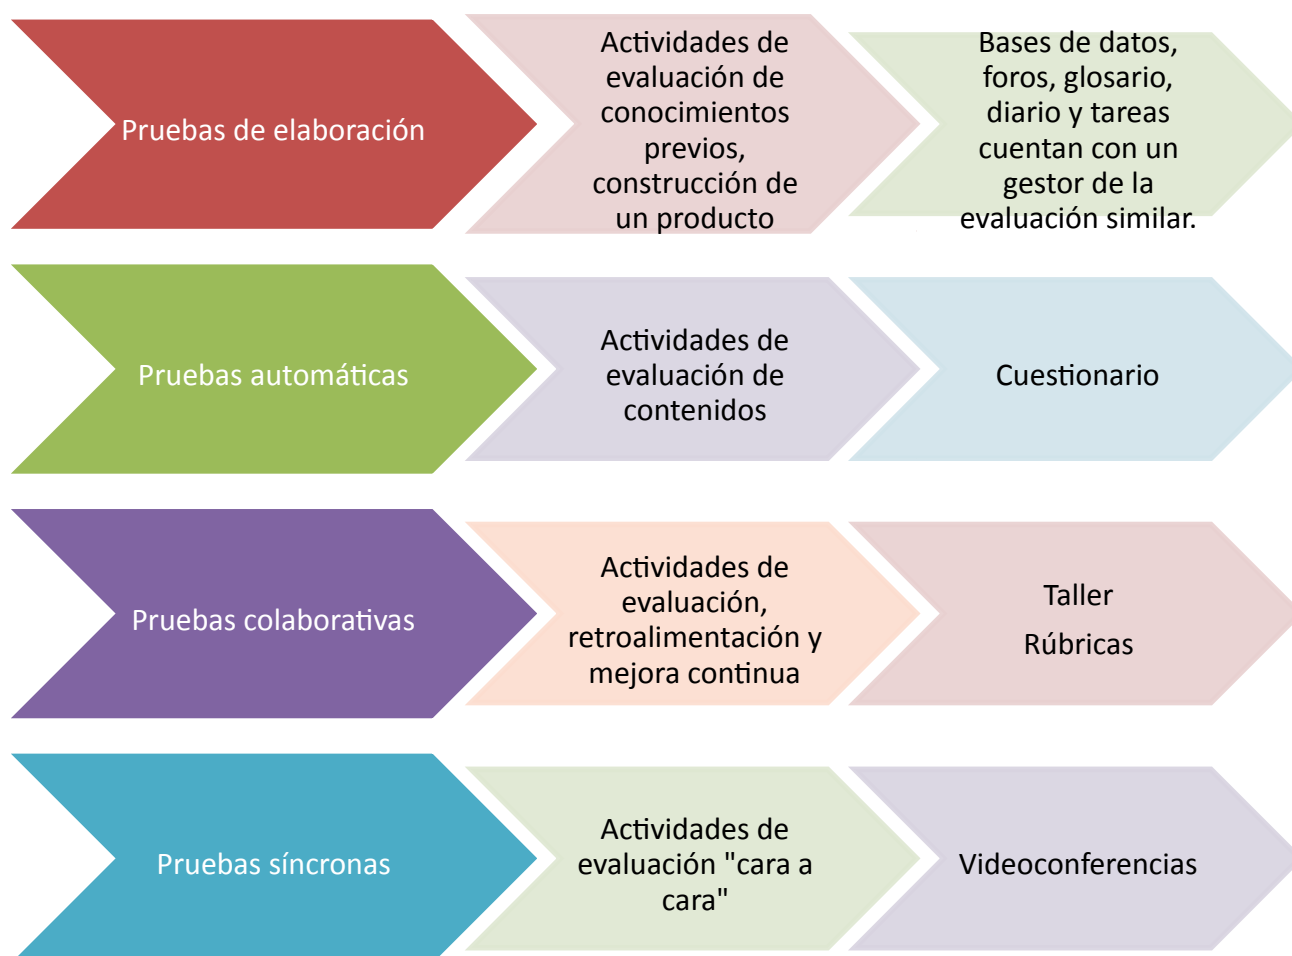 Pruebas de elaboración
Actividades de
evaluación de
conocimientos
previos,
construcción de
un producto
Bases de datos,
foros, glosario,
diario y tareas
cuentan con un
gestor de la
evaluación similar.
Pruebas automáticas
Actividades de
evaluación de
contenidos
Cuestionario
Pruebas colaborativas
Actividades de
evaluación,
retroalimentación y
mejora continua
Taller
Rúbricas
Pruebas síncronas
Actividades de
evaluación "cara a
cara"
Videoconferencias